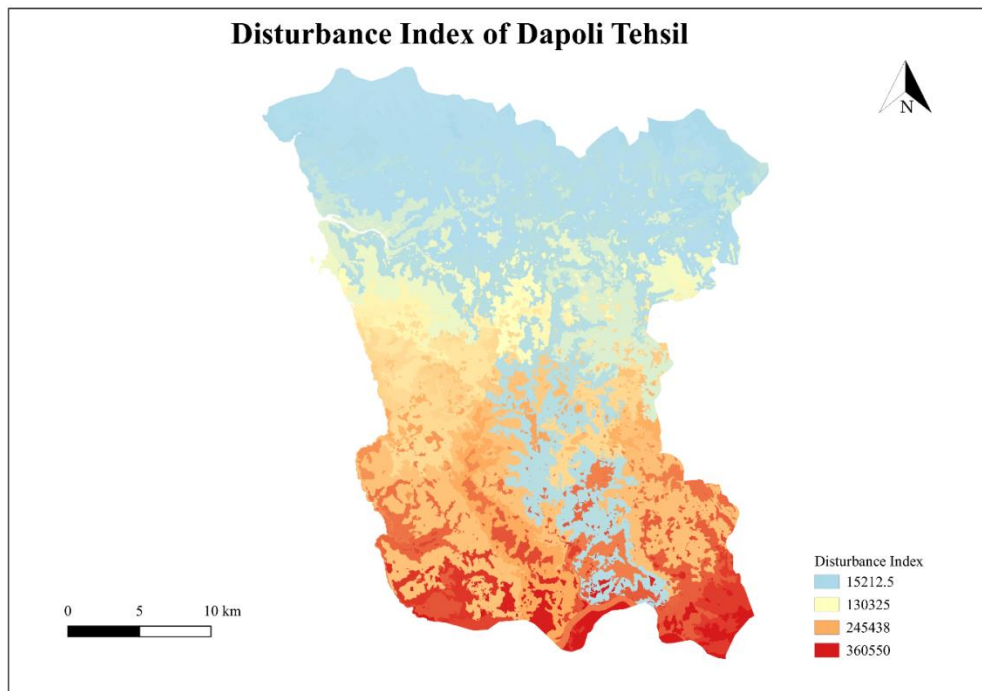 Disturbance Index of Dapoli Tehsil
N
Disturbance Index
15212.5
130325
245438
360550
0 5 10 km